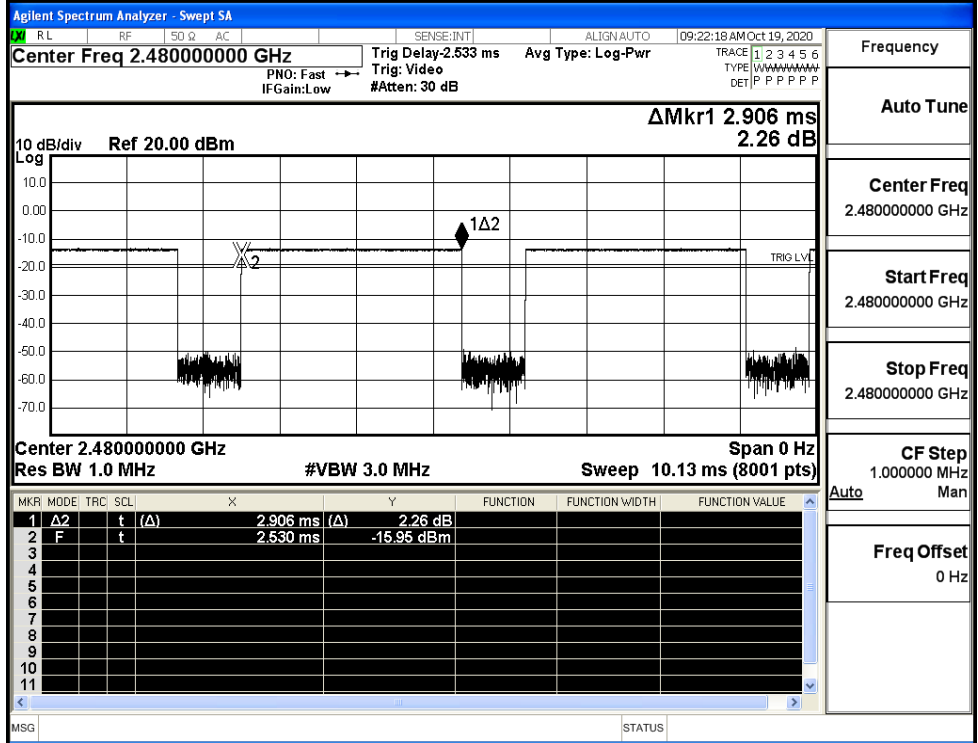 Agilent Spectrum Analyzer - Swept SA
LXI RL RF 50 Ω AC SENSE:INT ALIGN AUTO 09:22:18 AM Oct 19, 2020
Center Freq 2.480000000 GHz
PNO: Fast
IFGain:Low
Trig Delay-2.533 ms
Trig: Video
#Atten: 30 dB
Avg Type: Log-Pwr
TRACE 1 2 3 4 5 6
TYPE WWWWWW
DET P P P P P P
ΔMkr1 2.906 ms
2.26 dB
10 dB/div Ref 20.00 dBm
Log
10.0
0.00
-10.0
-20.0
-30.0
-40.0
-50.0
-60.0
-70.0
1Δ2
2
TRIG LVL
Center 2.480000000 GHz Span 0 Hz
Res BW 1.0 MHz #VBW 3.0 MHz Sweep 10.13 ms (8001 pts)
MKR MODE TRC SCL X Y FUNCTION FUNCTION WIDTH FUNCTION VALUE
1 Δ2 t (Δ) 2.906 ms (Δ) 2.26 dB
2 F t 2.530 ms -15.95 dBm
3
4
5
6
7
8
9
10
11
MSG STATUS
Frequency
Auto Tune
Center Freq
2.480000000 GHz
Start Freq
2.480000000 GHz
Stop Freq
2.480000000 GHz
CF Step
1.000000 MHz
Auto Man
Freq Offset
0 Hz